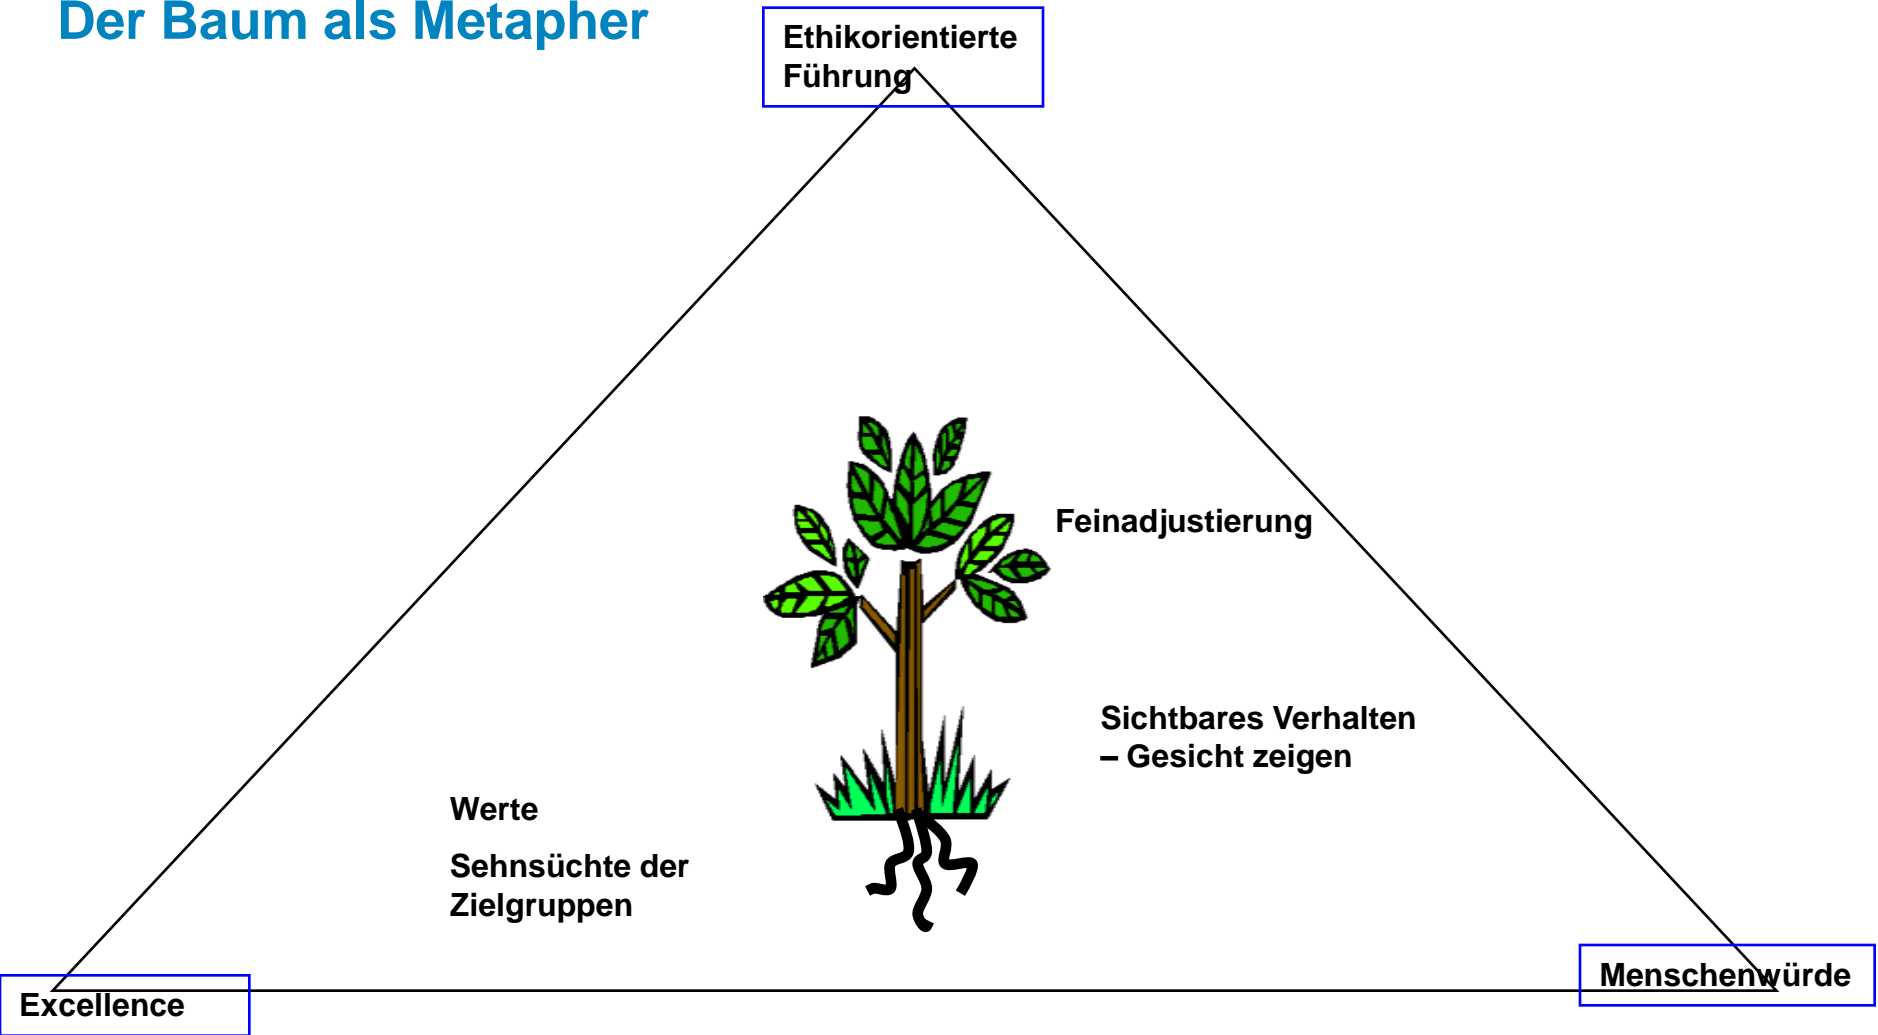 Der Baum als Metapher
Ethikorientierte
Führung
Feinadjustierung
Sichtbares Verhalten
– Gesicht zeigen
Werte
Sehnsüchte der
Zielgruppen
Menschenwürde
Excellence